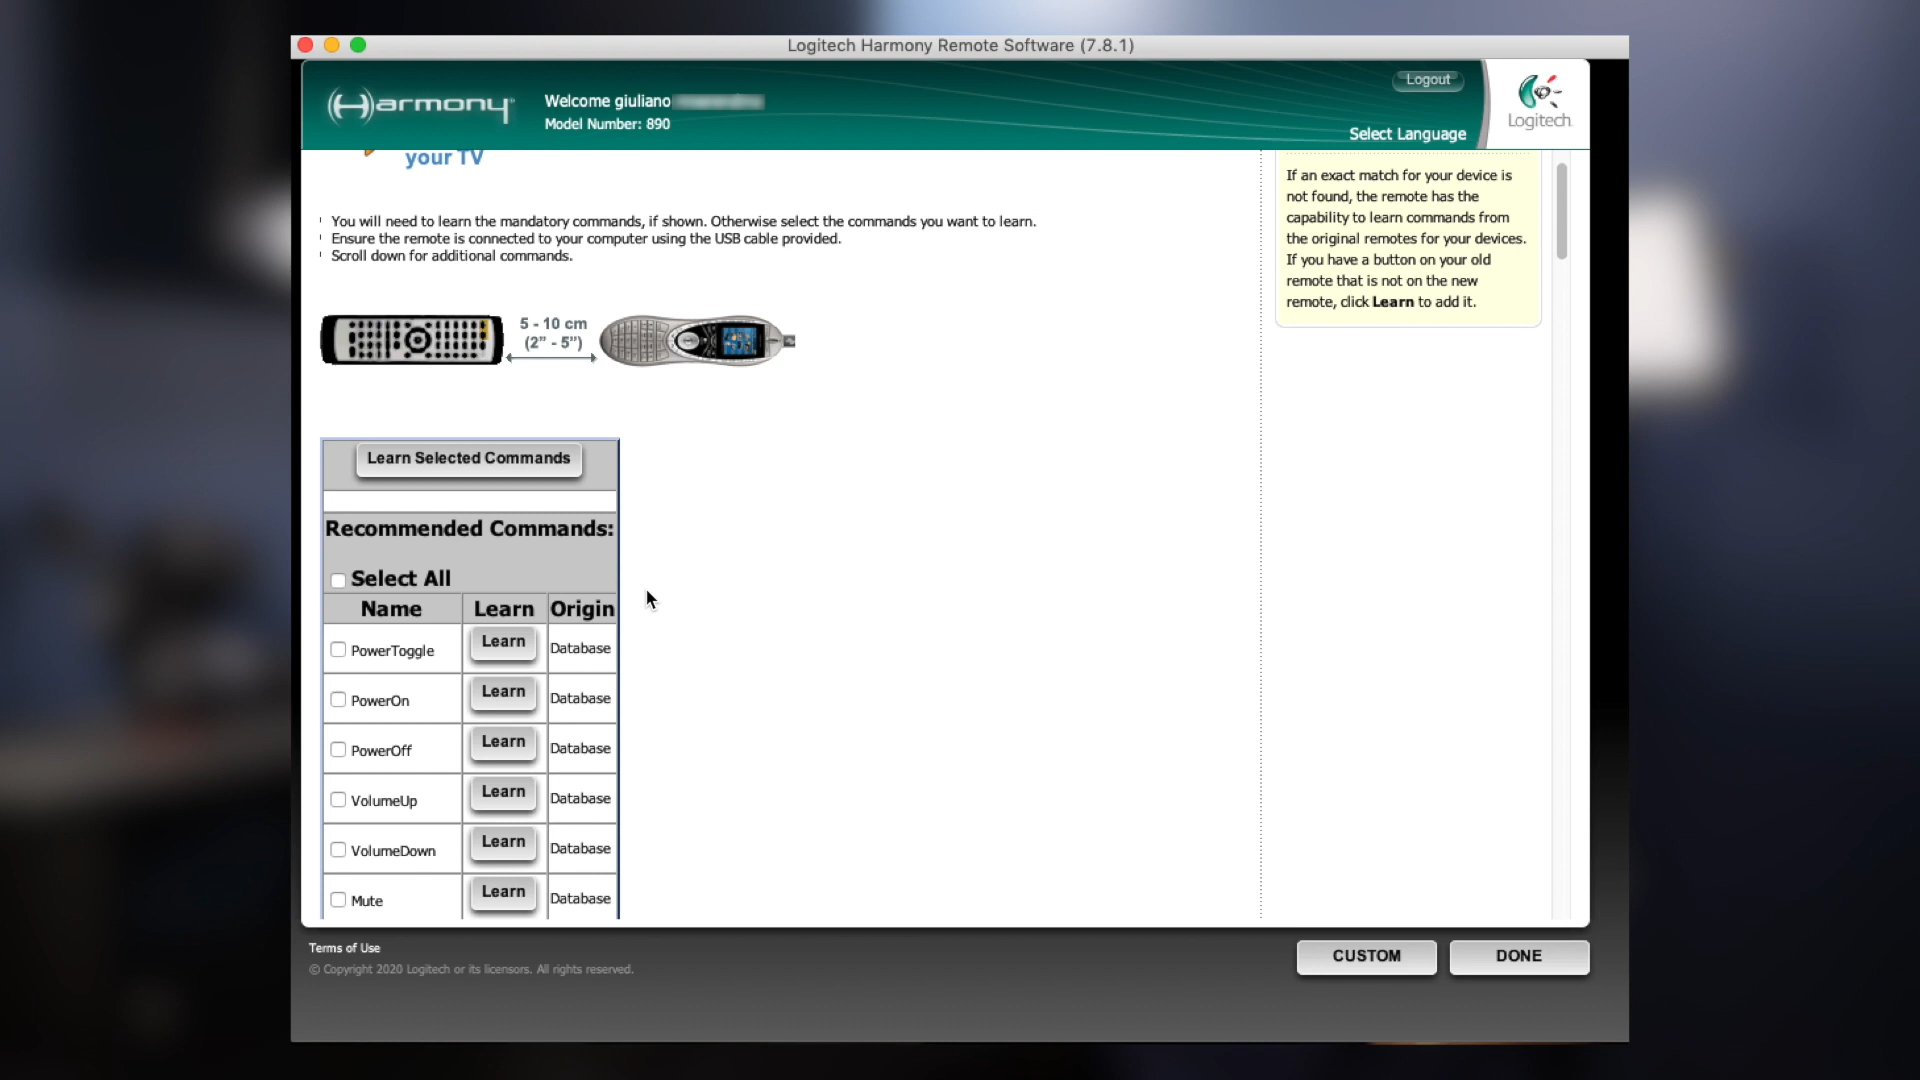 Logitech Harmony Remote Software (7.8.1)
Harmony
Welcome giuliano
Model Number: 890
Logout
Select Language
Logitech
your TV
You will need to learn the mandatory commands, if shown. Otherwise select the commands you want to learn.
Ensure the remote is connected to your computer using the USB cable provided.
Scroll down for additional commands.
5 - 10 cm
(2" - 5")
Learn Selected Commands
Recommended Commands:
Select All
Name Learn Origin
PowerToggle Learn Database
PowerOn Learn Database
PowerOff Learn Database
VolumeUp Learn Database
VolumeDown Learn Database
Mute Learn Database
If an exact match for your device is
not found, the remote has the
capability to learn commands from
the original remotes for your devices.
If you have a button on your old
remote that is not on the new
remote, click Learn to add it.
Terms of Use
© Copyright 2020 Logitech or its licensors. All rights reserved.
CUSTOM
DONE